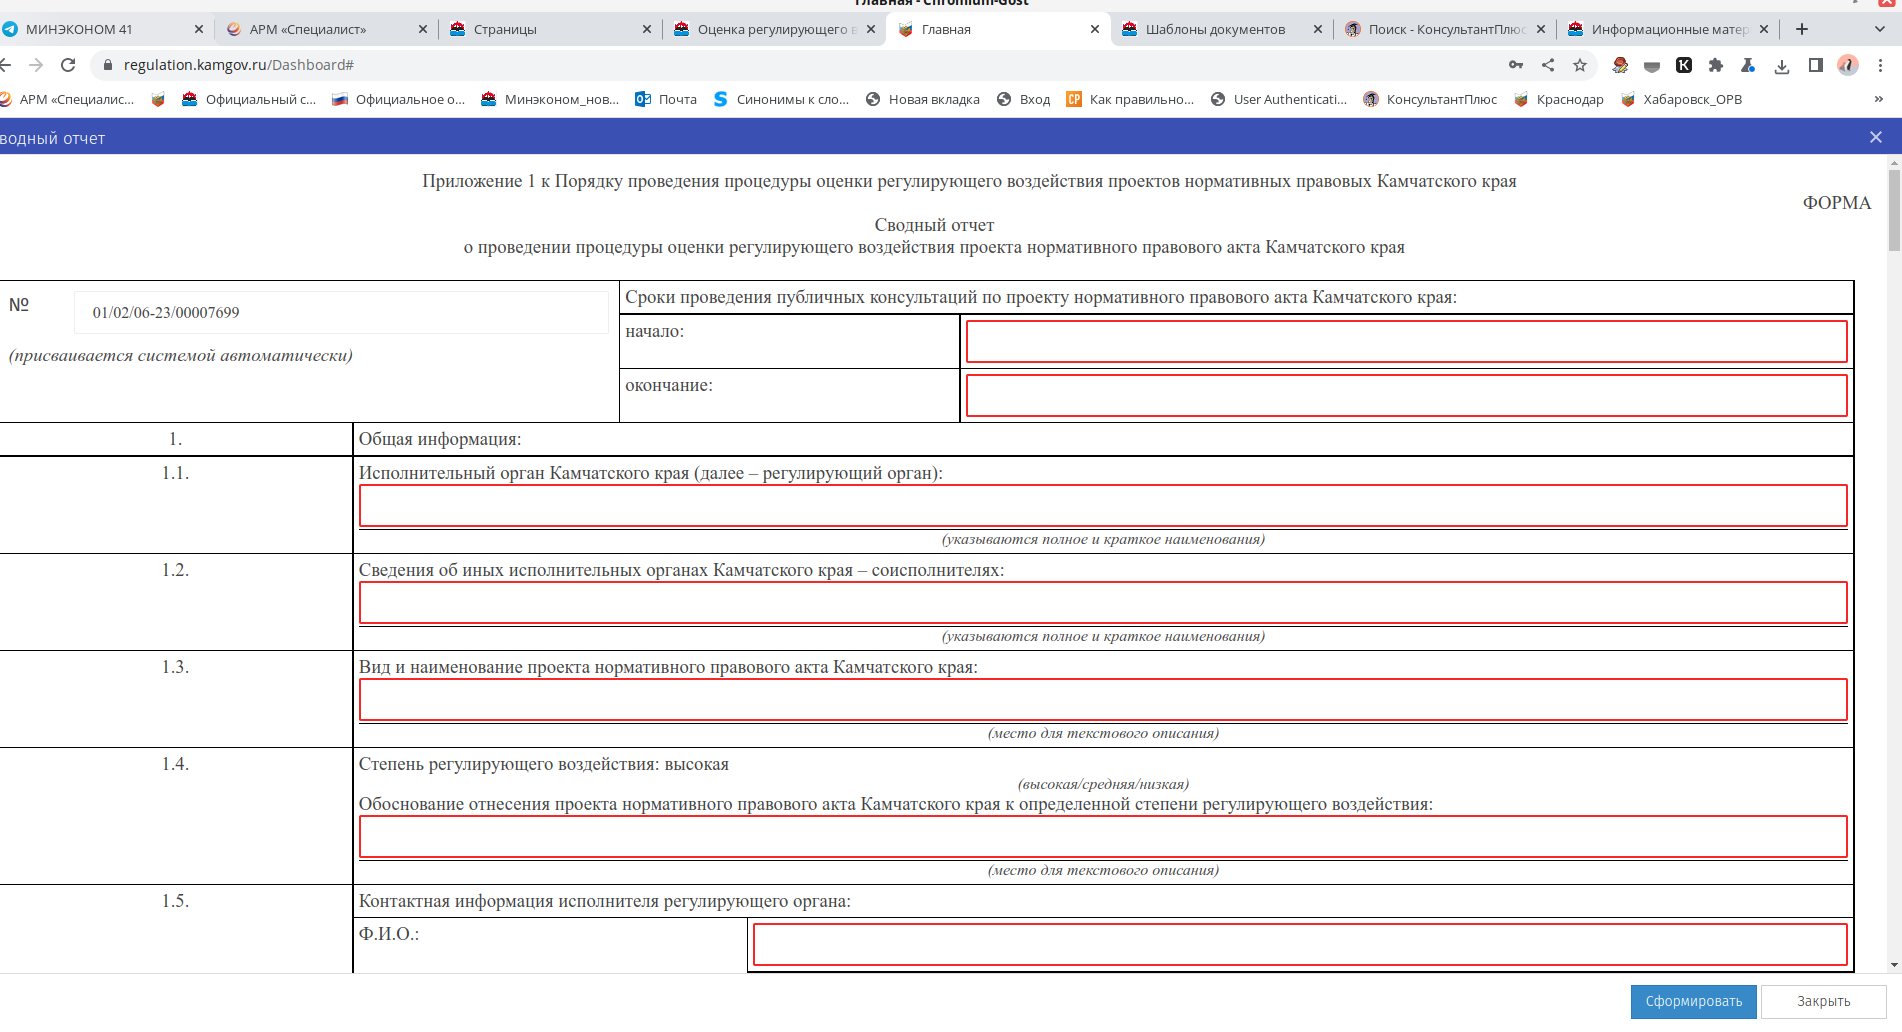 Главная - Chromium-Gost
МИНЭКОНОМ 41
АРМ «Специалист»
Страницы
Оценка регулирующего в
Главная
Шаблоны документов
Поиск - КонсультантПлюс
Информационные матер
regulation.kamgov.ru/Dashboard#
АРМ «Специалис...
Официальный с...
Официальное о...
Минэконом_нов...
Почта
Синонимы к сло...
Новая вкладка
Вход
Как правильно...
User Authenticati...
КонсультантПлюс
Краснодар
Хабаровск_ОРВ
»
водный отчет
Приложение 1 к Порядку проведения процедуры оценки регулирующего воздействия проектов нормативных правовых Камчатского края
ФОРМА
Сводный отчет
о проведении процедуры оценки регулирующего воздействия проекта нормативного правового акта Камчатского края
№ 01/02/06-23/00007699
(присваивается системой автоматически)
Сроки проведения публичных консультаций по проекту нормативного правового акта Камчатского края:
начало:
окончание:
1. Общая информация:
1.1. Исполнительный орган Камчатского края (далее – регулирующий орган):
(указываются полное и краткое наименования)
1.2. Сведения об иных исполнительных органах Камчатского края – соисполнителях:
(указываются полное и краткое наименования)
1.3. Вид и наименование проекта нормативного правового акта Камчатского края:
(место для текстового описания)
1.4. Степень регулирующего воздействия: высокая
(высокая/средняя/низкая)
Обоснование отнесения проекта нормативного правового акта Камчатского края к определенной степени регулирующего воздействия:
(место для текстового описания)
1.5. Контактная информация исполнителя регулирующего органа:
Ф.И.О.:
Сформировать
Закрыть